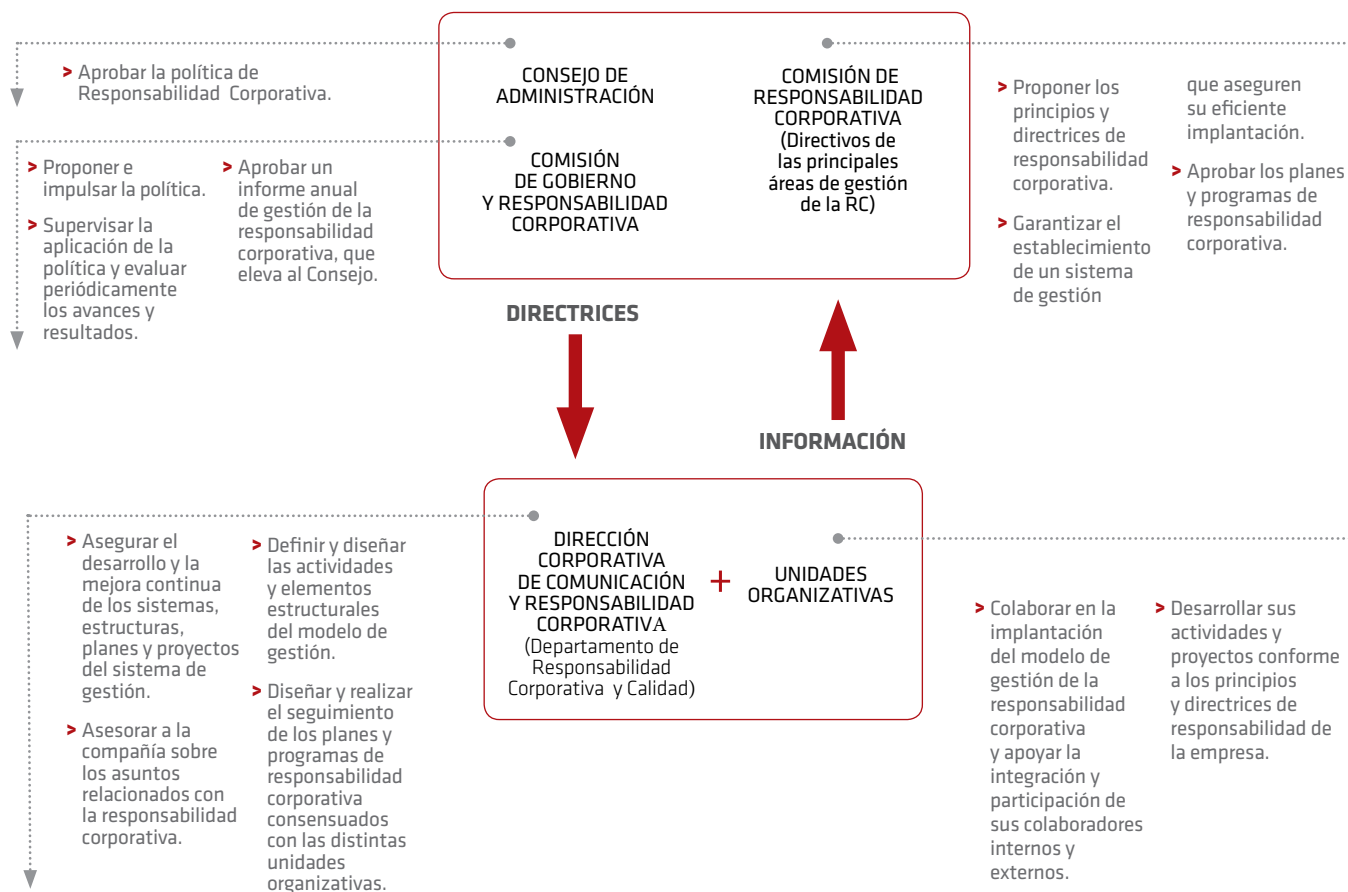 > Aprobar la política de
Responsabilidad Corporativa.
CONSEJO DE
ADMINISTRACIÓN
> Proponer e
impulsar la política.
> Supervisar la
aplicación de la
política y evaluar
periódicamente
los avances y
resultados.
> Aprobar un
informe anual
de gestión de la
responsabilidad
corporativa, que
eleva al Consejo.
COMISIÓN
DE GOBIERNO
Y RESPONSABILIDAD
CORPORATIVA
COMISIÓN DE
RESPONSABILIDAD
CORPORATIVA
(Directivos de
las principales
áreas de gestión
de la RC)
> Proponer los
principios y
directrices de
responsabilidad
corporativa.
> Garantizar el
establecimiento
de un sistema
de gestión
que aseguren
su eficiente
implantación.
> Aprobar los planes
y programas de
responsabilidad
corporativa.
DIRECTRICES
INFORMACIÓN
> Asegurar el
desarrollo y la
mejora continua
de los sistemas,
estructuras,
planes y proyectos
del sistema de
gestión.
> Asesorar a la
compañía sobre
los asuntos
relacionados con
la responsabilidad
corporativa.
> Definir y diseñar
las actividades
y elementos
estructurales
del modelo de
gestión.
> Diseñar y realizar
el seguimiento
de los planes y
programas de
responsabilidad
corporativa
consensuados
con las distintas
unidades
organizativas.
DIRECCIÓN
CORPORATIVA
DE COMUNICACIÓN
Y RESPONSABILIDAD
CORPORATIVA
(Departamento de
Responsabilidad
Corporativa y Calidad)
+
UNIDADES
ORGANIZATIVAS
> Colaborar en la
implantación
del modelo de
gestión de la
responsabilidad
corporativa
y apoyar la
integración y
participación de
sus colaboradores
internos y
externos.
> Desarrollar sus
actividades y
proyectos conforme
a los principios
y directrices de
responsabilidad de
la empresa.